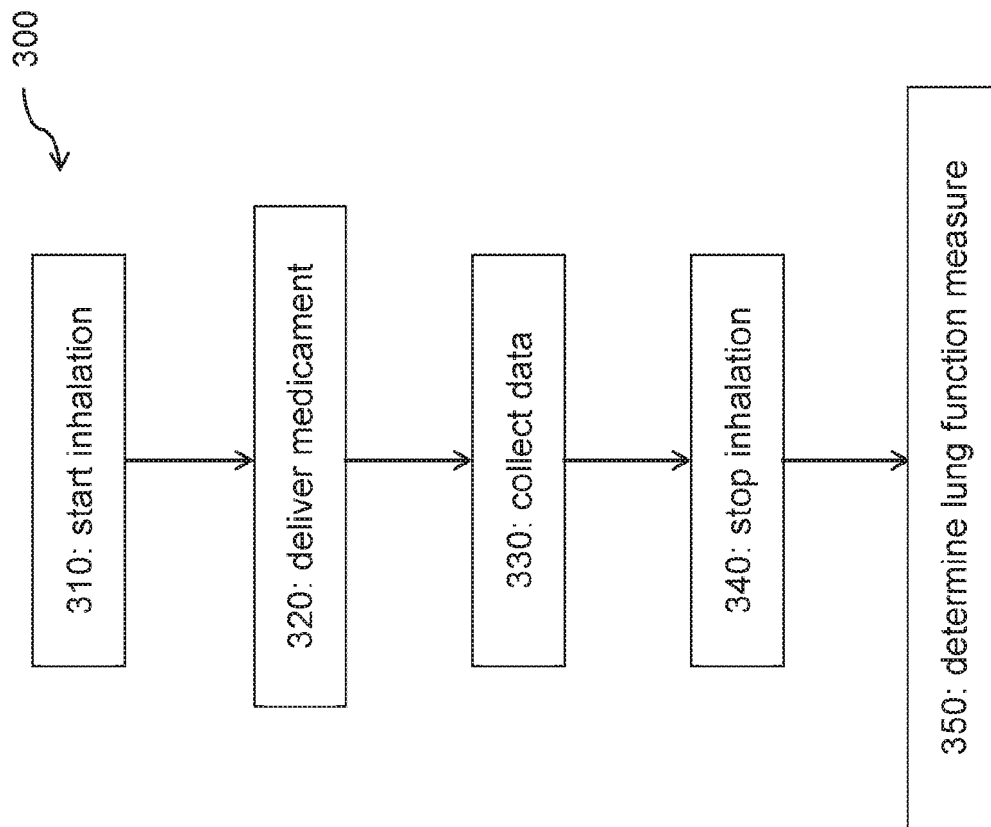 300
310: start inhalation
320: deliver medicament
330: collect data
340: stop inhalation
350: determine lung function measure